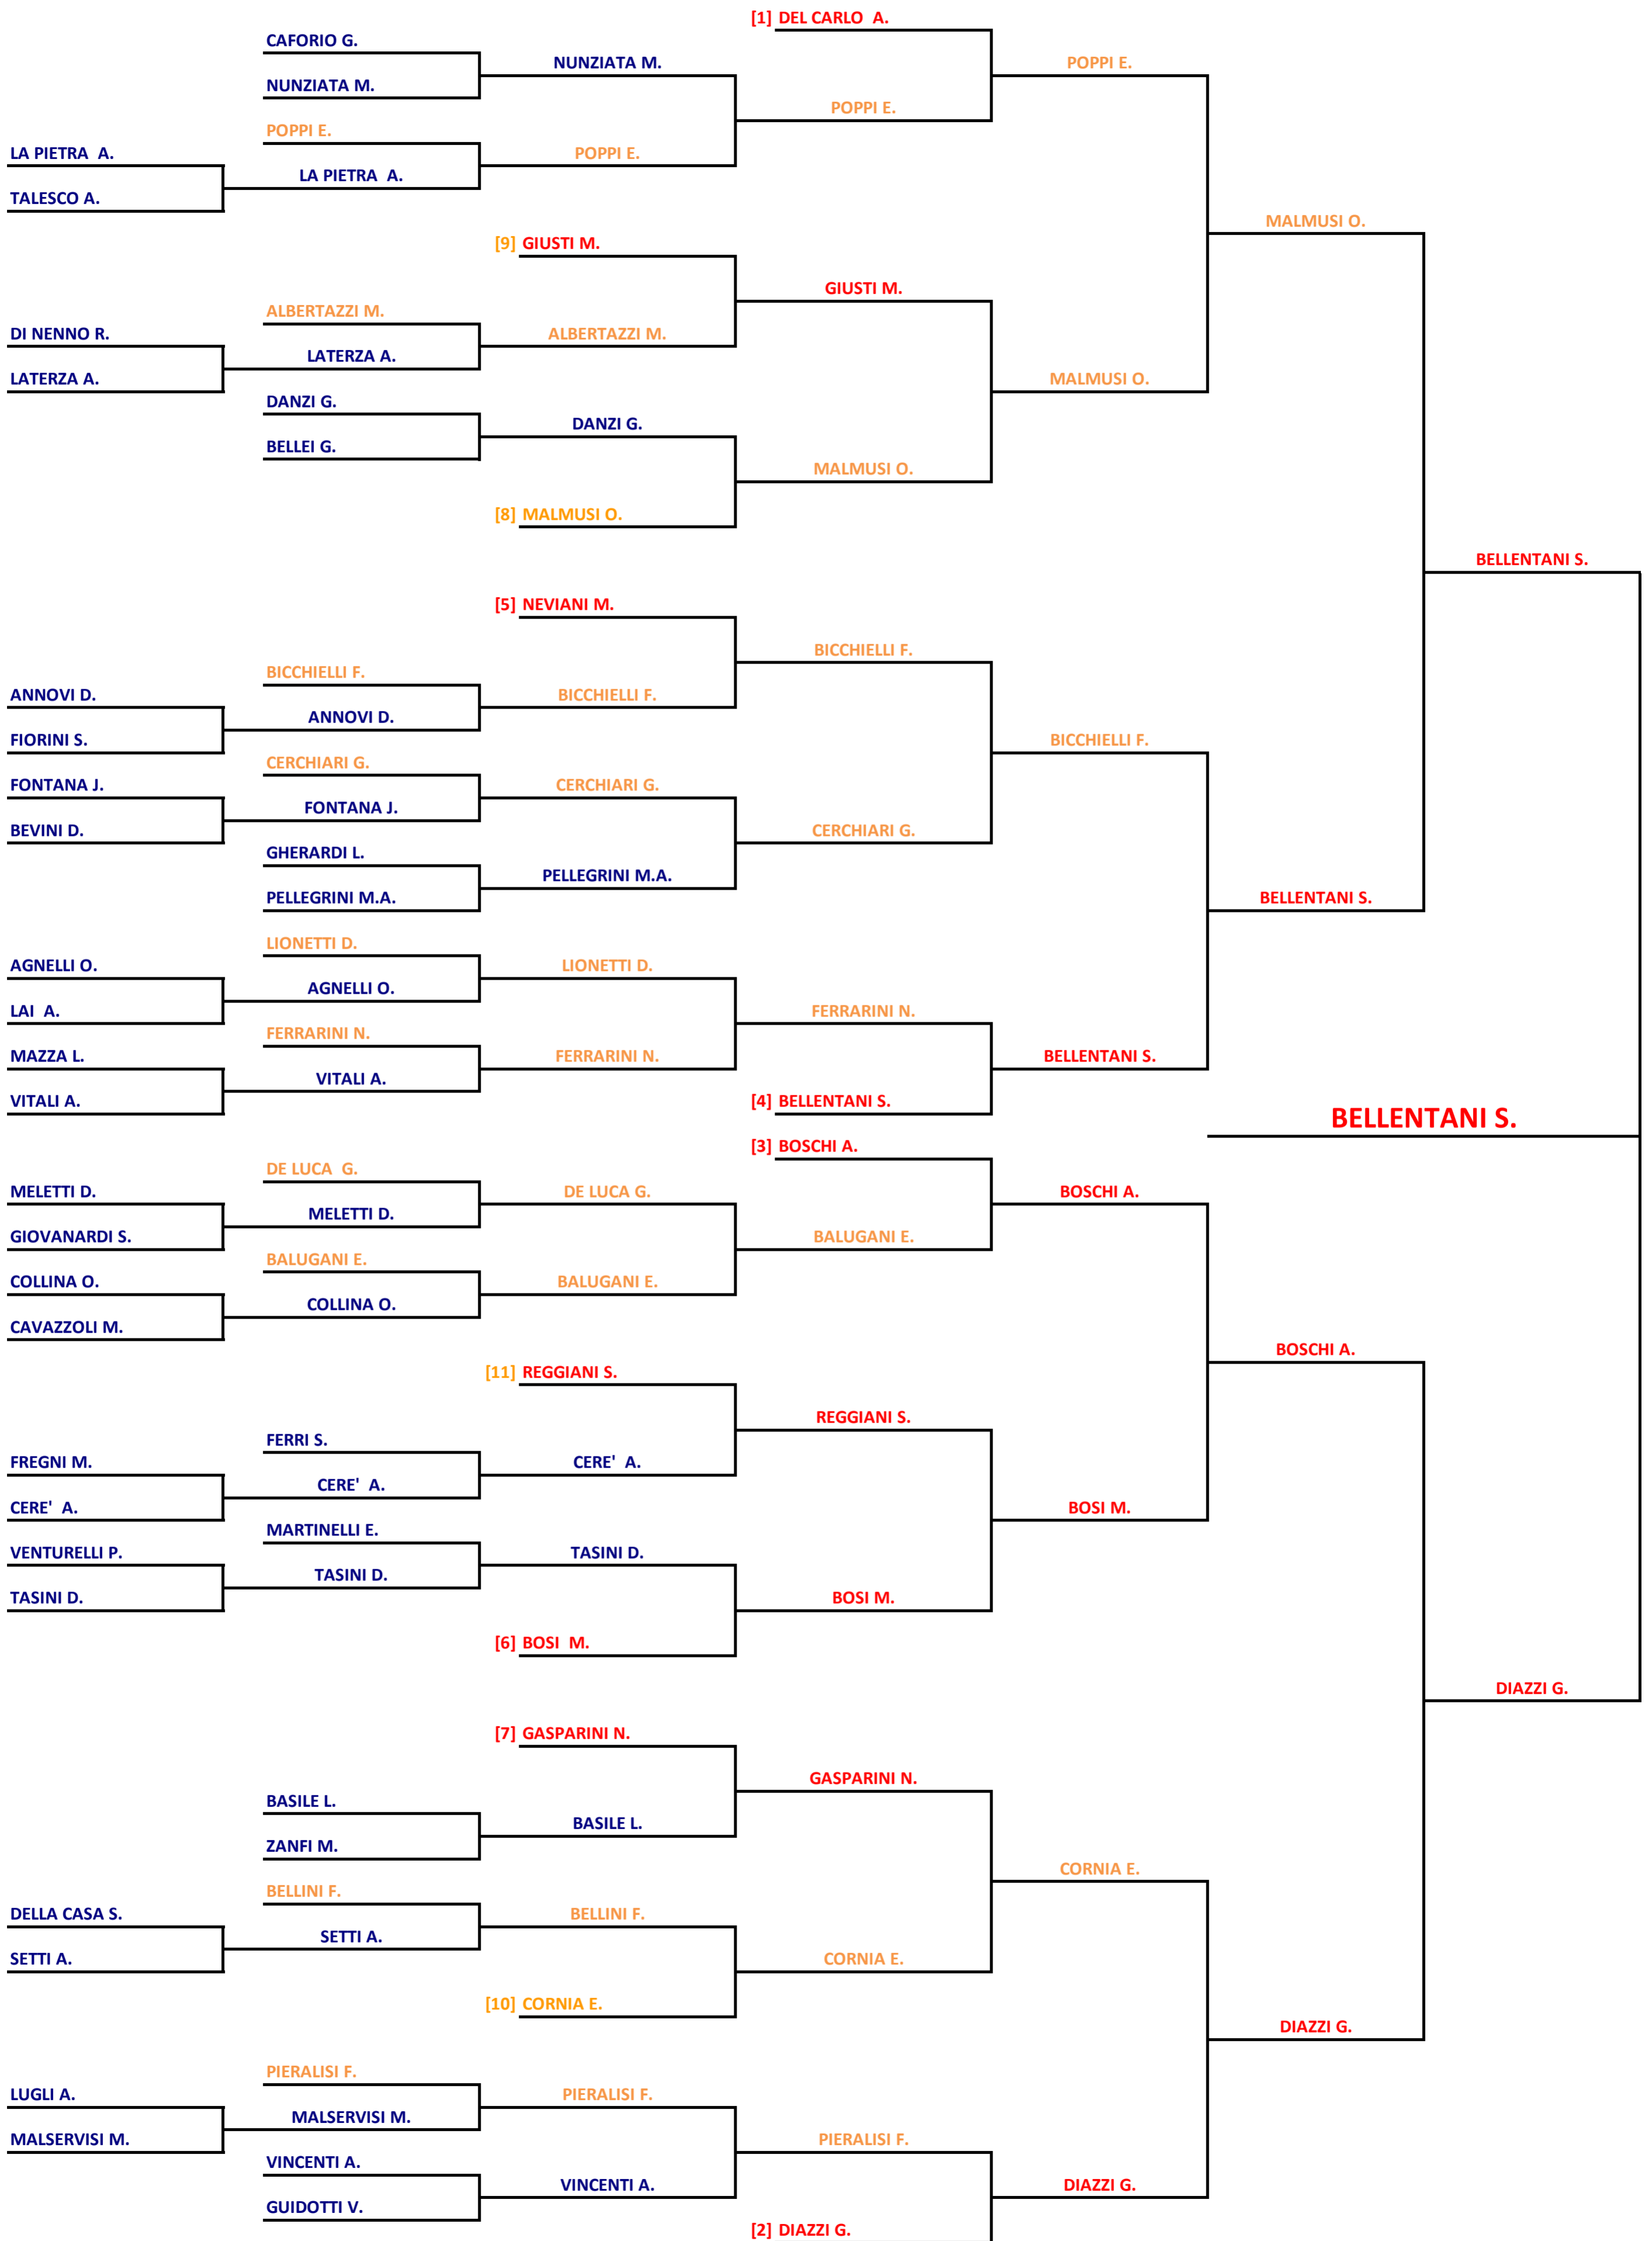 [1] DEL CARLO A.
CAFORIO G.
NUNZIATA M.
POPPI E.
NUNZIATA M.
POPPI E.
POPPI E.
LA PIETRA A.
POPPI E.
LA PIETRA A.
TALESCO A.
MALMUSI O.
[9] GIUSTI M.
GIUSTI M.
ALBERTAZZI M.
DI NENNO R.
ALBERTAZZI M.
LATERZA A.
LATERZA A.
MALMUSI O.
DANZI G.
DANZI G.
BELLEI G.
MALMUSI O.
[8] MALMUSI O.
BELLENTANI S.
[5] NEVIANI M.
BICCHIELLI F.
BICCHIELLI F.
ANNOVI D.
BICCHIELLI F.
ANNOVI D.
FIORINI S.
BICCHIELLI F.
CERCHIARI G.
FONTANA J.
CERCHIARI G.
FONTANA J.
BEVINI D.
CERCHIARI G.
GHERARDI L.
PELLEGRINI M.A.
PELLEGRINI M.A.
BELLENTANI S.
LIONETTI D.
AGNELLI O.
LIONETTI D.
AGNELLI O.
LAI A.
FERRARINI N.
FERRARINI N.
MAZZA L.
FERRARINI N.
BELLENTANI S.
VITALI A.
VITALI A.
[4] BELLENTANI S.
BELLENTANI S.
[3] BOSCHI A.
DE LUCA G.
MELETTI D.
DE LUCA G.
BOSCHI A.
MELETTI D.
GIOVANARDI S.
BALUGANI E.
BALUGANI E.
COLLINA O.
BALUGANI E.
COLLINA O.
CAVAZZOLI M.
BOSCHI A.
[11] REGGIANI S.
REGGIANI S.
FERRI S.
FREGNI M.
CERE' A.
CERE' A.
CERE' A.
BOSI M.
MARTINELLI E.
VENTURELLI P.
TASINI D.
TASINI D.
TASINI D.
BOSI M.
[6] BOSI M.
DIAZZI G.
[7] GASPARINI N.
GASPARINI N.
BASILE L.
BASILE L.
ZANFI M.
CORNIA E.
BELLINI F.
DELLA CASA S.
BELLINI F.
SETTI A.
SETTI A.
CORNIA E.
[10] CORNIA E.
DIAZZI G.
PIERALISI F.
LUGLI A.
PIERALISI F.
MALSERVISI M.
MALSERVISI M.
PIERALISI F.
VINCENTI A.
VINCENTI A.
DIAZZI G.
GUIDOTTI V.
[2] DIAZZI G.